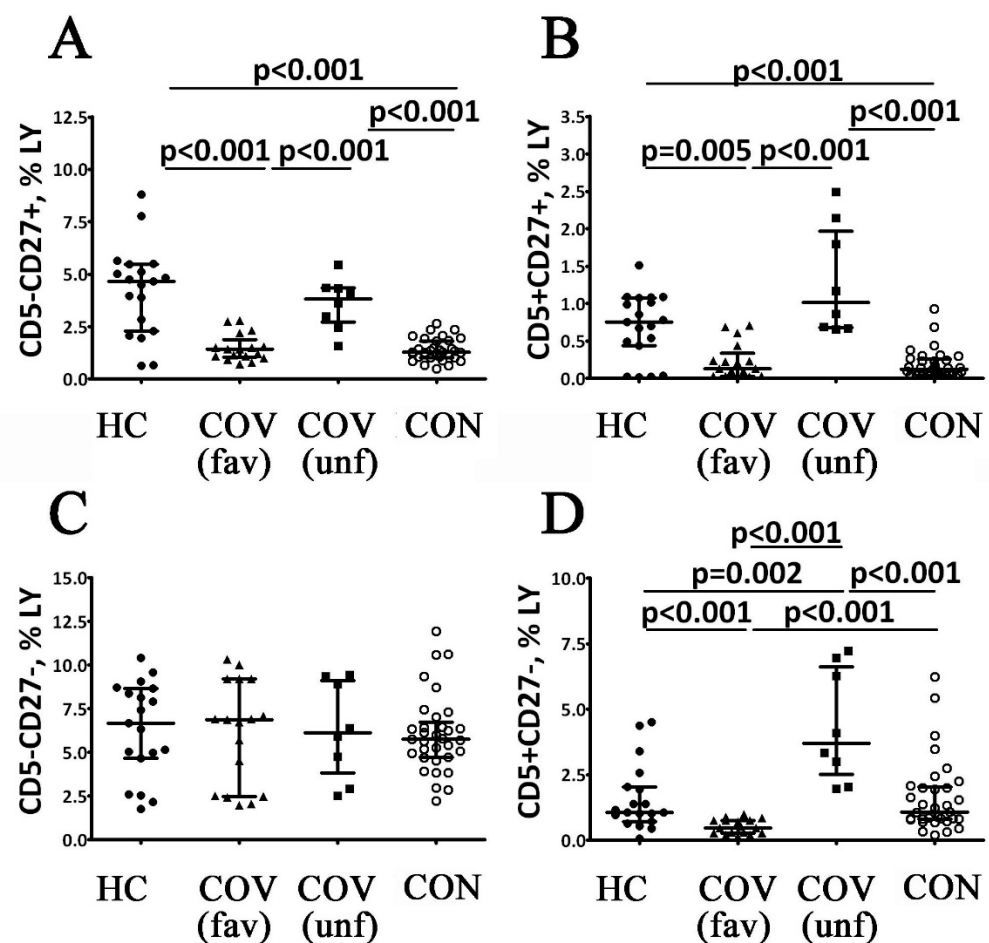 A
p<0.001
p<0.001
p<0.001
p<0.001
CD5-CD27+, % LY
12.5
10.0
7.5
5.0
2.5
0.0
HC
COV
(fav)
COV
(unf)
CON
B
p<0.001
p<0.001
p=0.005
p<0.001
CD5+CD27+, % LY
3.5
3.0
2.5
2.0
1.5
1.0
0.5
0.0
HC
COV
(fav)
COV
(unf)
CON
C
CD5-CD27-, % LY
15.0
12.5
10.0
7.5
5.0
2.5
0.0
HC
COV
(fav)
COV
(unf)
CON
D
p<0.001
p=0.002
p<0.001
p<0.001
p<0.001
CD5+CD27-, % LY
10.0
7.5
5.0
2.5
0.0
HC
COV
(fav)
COV
(unf)
CON